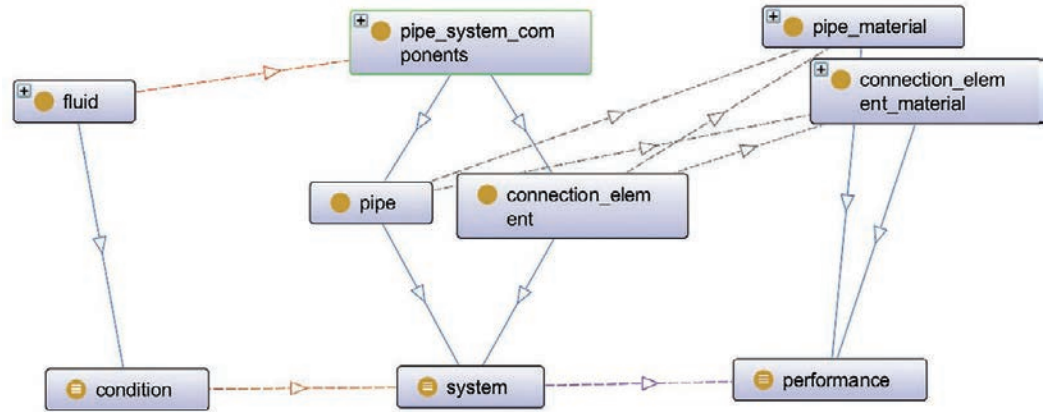 pipe_system_com
ponents
pipe_material
fluid
connection_elem
ent_material
pipe
connection_elem
ent
condition
system
performance